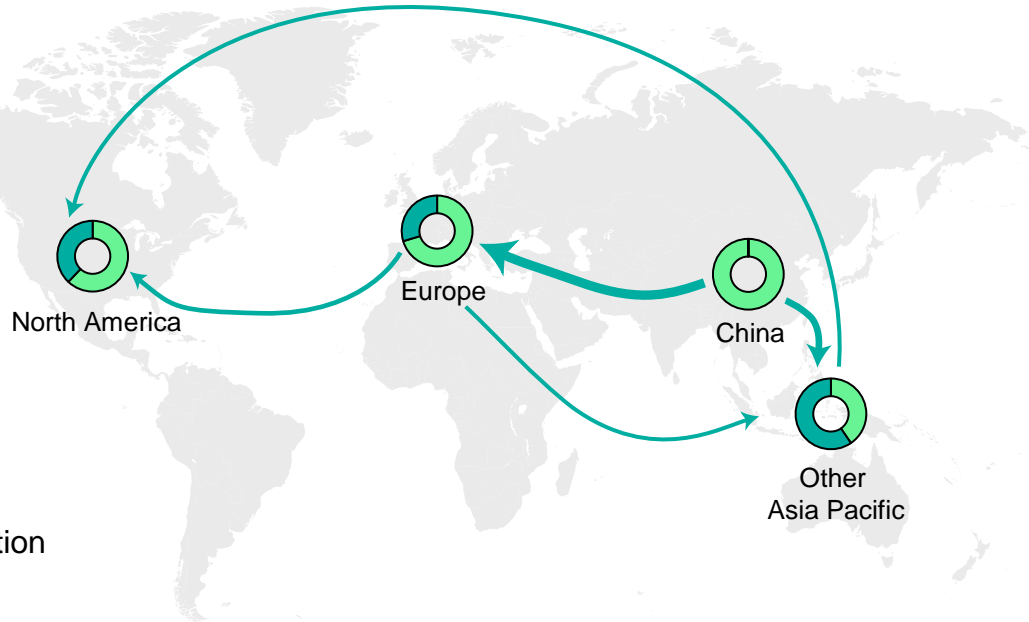 Europe
North America
China
Other
Asia Pacific
tion